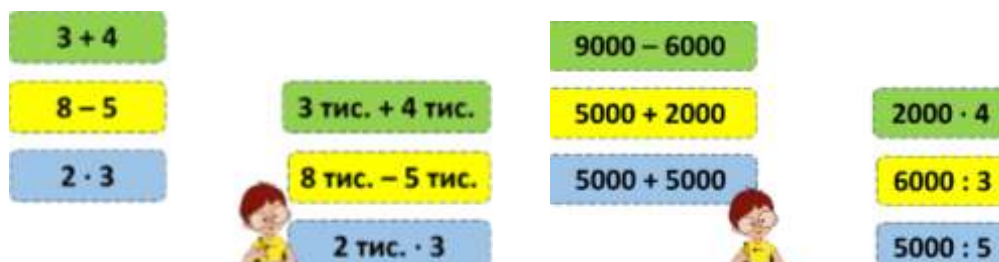 3 + 4
8 – 5
2 · 3
3 тис. + 4 тис.
8 тис. – 5 тис.
2 тис. · 3
9000 – 6000
5000 + 2000
5000 + 5000
2000 · 4
6000 : 3
5000 : 5